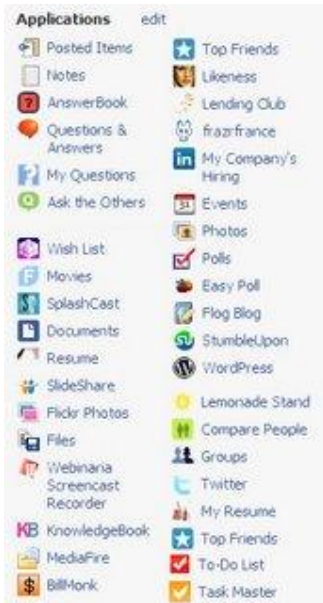 Applications edit
Posted Items
Notes
AnswerBook
Questions &
Answers
My Questions
Ask the Others
Wish List
Movies
SplashCast
Documents
Resume
SlideShare
Flickr Photos
Files
Webinaria
Screencast
Recorder
KB KnowledgeBook
MediaFire
$ BillMonk
Top Friends
Likeness
Lending Club
frazrfrance
in My Company's
Hiring
31 Events
Photos
Polls
Easy Poll
Flog Blog
StumbleUpon
WordPress
Lemonade Stand
Compare People
Groups
Twitter
My Resume
Top Friends
To-Do List
Task Master